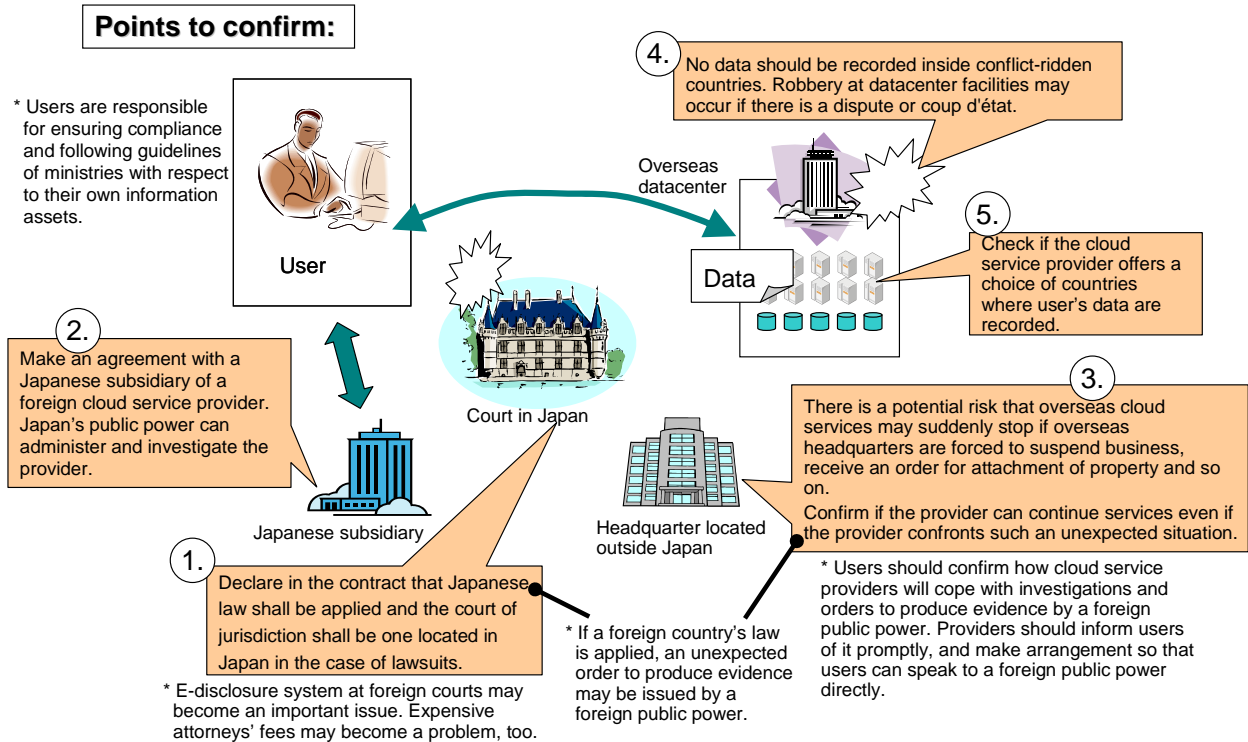 Points to confirm:
* Users are responsible
for ensuring compliance
and following guidelines
of ministries with respect
to their own information
assets.
User
4.
No data should be recorded inside conflict-ridden
countries. Robbery at datacenter facilities may
occur if there is a dispute or coup d'état.
Overseas
datacenter
Data
5.
Check if the cloud
service provider offers a
choice of countries
where user's data are
recorded.
2.
Make an agreement with a
Japanese subsidiary of a
foreign cloud service provider.
Japan's public power can
administer and investigate the
provider.
Japanese subsidiary
Court in Japan
Headquarter located
outside Japan
3.
There is a potential risk that overseas cloud
services may suddenly stop if overseas
headquarters are forced to suspend business,
receive an order for attachment of property and so
on.
Confirm if the provider can continue services even if
the provider confronts such an unexpected situation.
* Users should confirm how cloud service
providers will cope with investigations and
orders to produce evidence by a foreign
public power. Providers should inform users
of it promptly, and make arrangement so that
users can speak to a foreign public power
directly.
1.
Declare in the contract that Japanese
law shall be applied and the court of
jurisdiction shall be one located in
Japan in the case of lawsuits.
* E-disclosure system at foreign courts may
become an important issue. Expensive
attorneys' fees may become a problem, too.
* If a foreign country's law
is applied, an unexpected
order to produce evidence
may be issued by a
foreign public power.